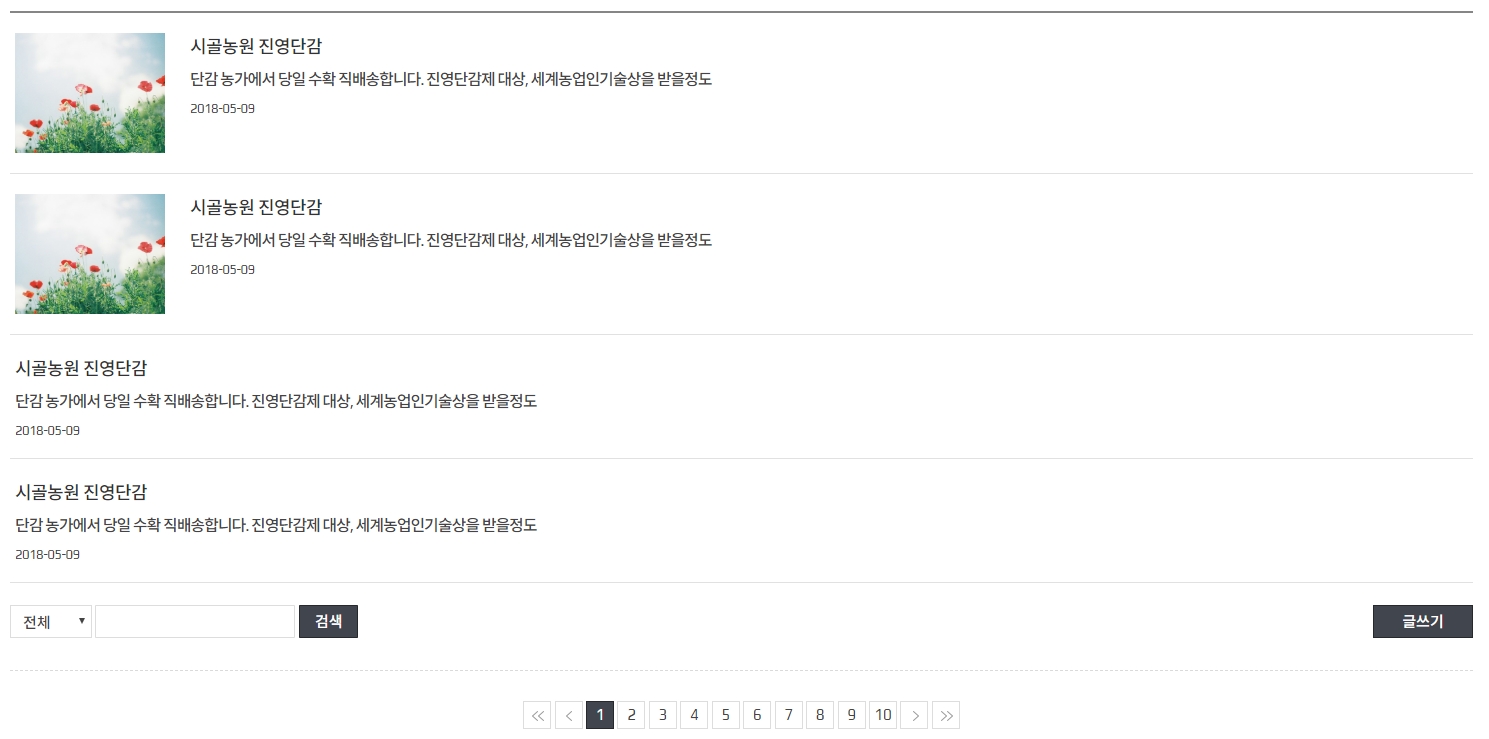 시골농원 진영단감
단감 농가에서 당일 수확 직배송합니다. 진영단감제 대상, 세계농업인기술상을 받을정도
2018-05-09
시골농원 진영단감
단감 농가에서 당일 수확 직배송합니다. 진영단감제 대상, 세계농업인기술상을 받을정도
2018-05-09
시골농원 진영단감
단감 농가에서 당일 수확 직배송합니다. 진영단감제 대상, 세계농업인기술상을 받을정도
2018-05-09
시골농원 진영단감
단감 농가에서 당일 수확 직배송합니다. 진영단감제 대상, 세계농업인기술상을 받을정도
2018-05-09
전체 검색 글쓰기
1 2 3 4 5 6 7 8 9 10